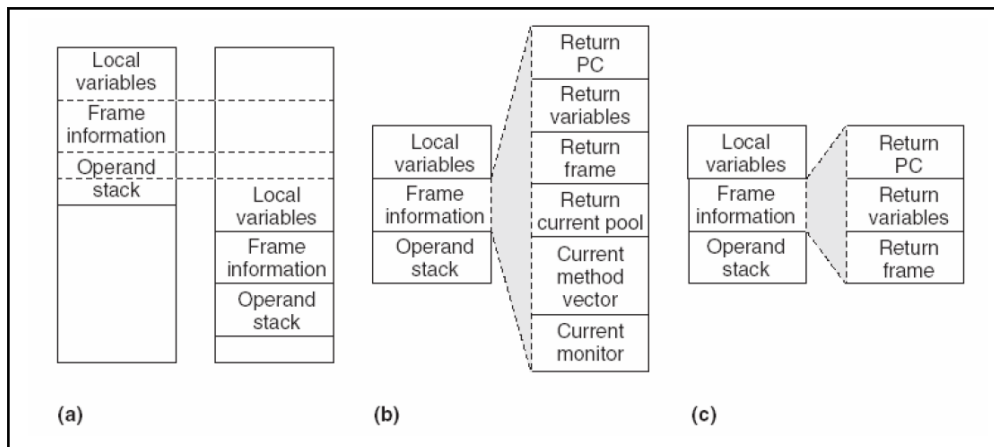 Local
variables
Frame
information
Operand
stack
Local
variables
Frame
information
Operand
stack
(a)
Local
variables
Frame
information
Operand
stack
Return
PC
Return
variables
Return
frame
Return
current pool
Current
method
vector
Current
monitor
(b)
Local
variables
Frame
information
Operand
stack
Return
PC
Return
variables
Return
frame
(c)